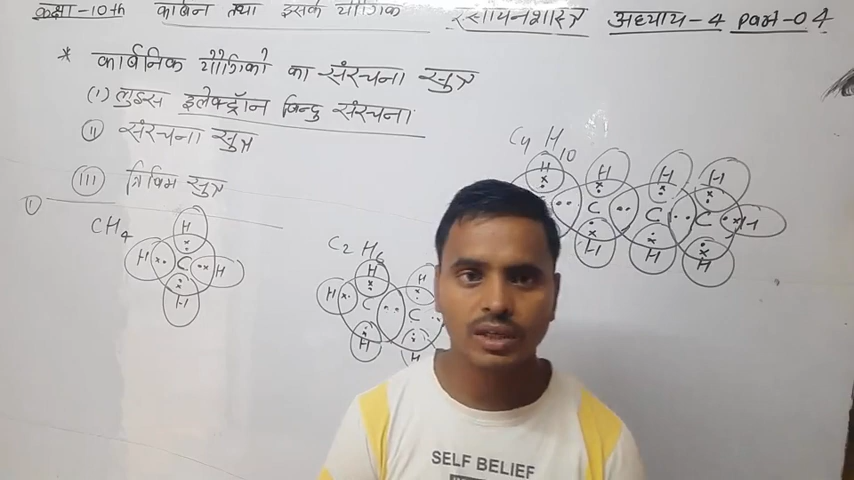 कक्षा-10th कार्बन तथा इसके यौगिक रसायनशास्त्र अध्याय-4 part-04
* कार्बनिक यौगिकों का संरचना सुत्र
(i) लुइस इलेक्ट्रॉन बिन्दु संरचना
ii संरचना सुत्र
iii त्रिविम सुत्र
i
CH4
H
H C H
H
C2H6
H H
H C C
H H
C4H10
H H H H
C C C H
H H H
SELF BELIEF